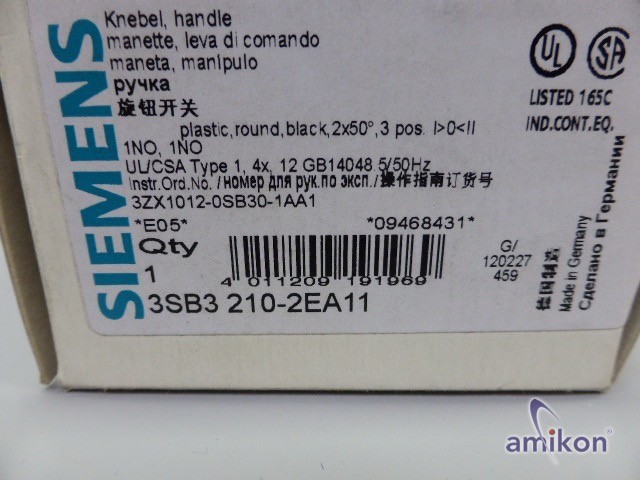 SIEMENS
Knebel, handle
manette, leva di comando
maneta, manipulo
ручка
旋钮开关
plastic,round,black,2x50°,3 pos. I>0<II
1NO, 1NO
UL/CSA Type 1, 4x, 12 GB14048.5/50Hz
Instr.Ord.No. /номер для рук.по эксп./操作指南订货号
3ZX1012-0SB30-1AA1
*E05* *09468431*
Qty
1
4 011209 191969
3SB3 210-2EA11
G/
120227
459
UL SA
LISTED 165C
IND.CONT.EQ.
德国制造
Made in Germany
Сделано в Германии
amikon